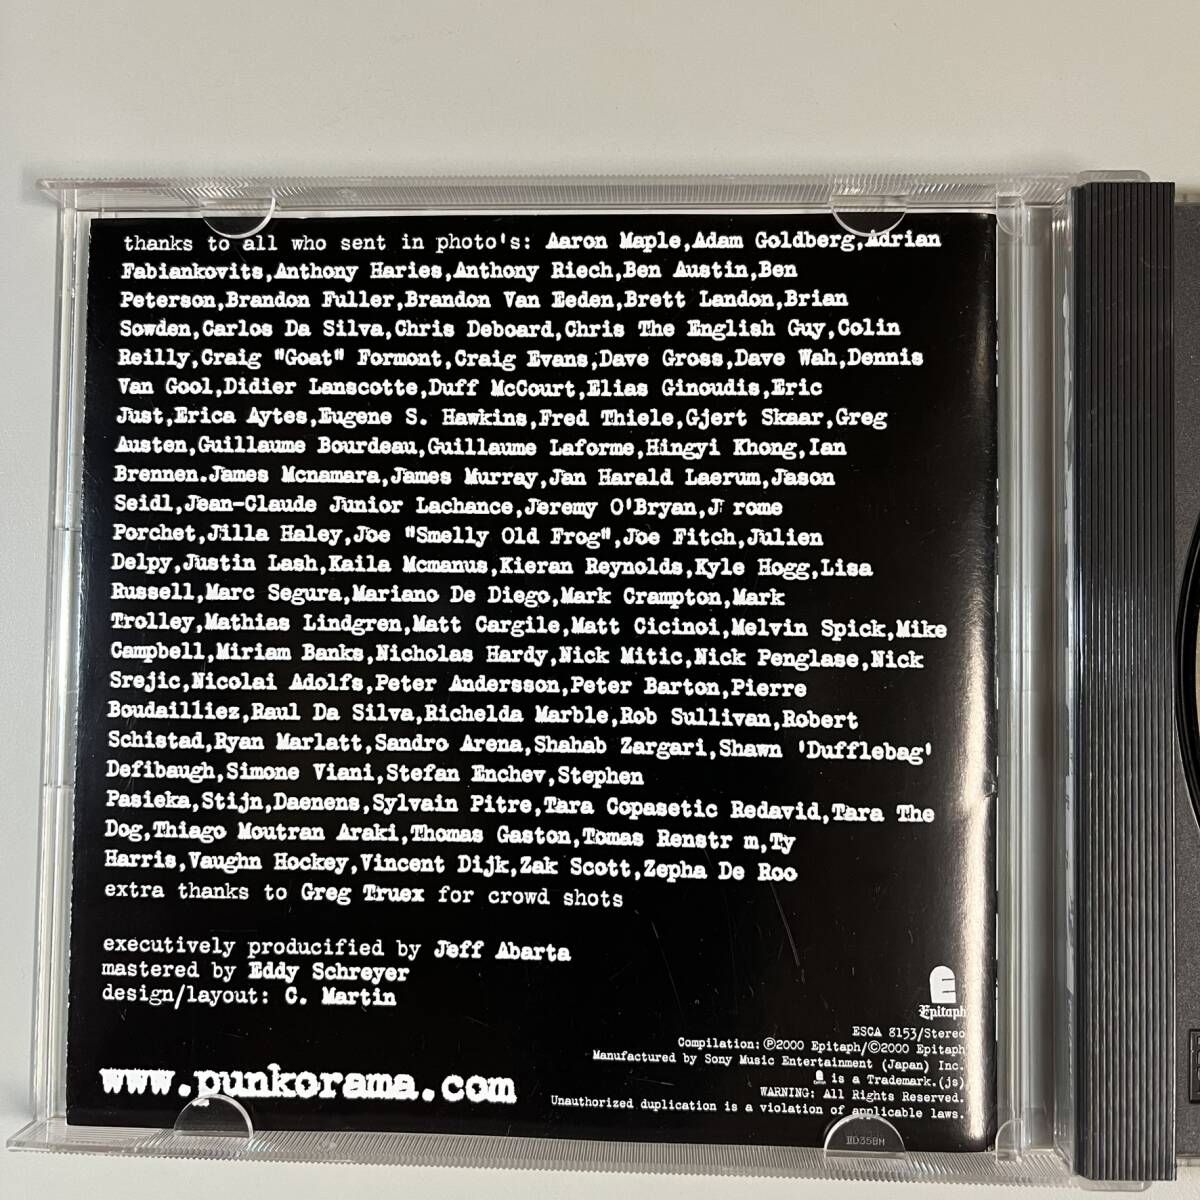 thanks to all who sent in photo's: Aaron Maple,Adam Goldberg,Adrian
Fabiankovits,Anthony Haries,Anthony Riech,Ben Austin,Ben
Peterson,Brandon Fuller,Brandon Van Eeden,Brett Landon,Brian
Sowden,Carlos Da Silva,Chris Deboard,Chris The English Guy,Colin
Reilly,Craig "Goat" Formont,Craig Evans,Dave Gross,Dave Wah,Dennis
Van Gool,Didier Lanscotte,Duff McCourt,Elias Ginoudis,Eric
Just,Erica Aytes,Eugene S. Hawkins,Fred Thiele,Gjert Skaar,Greg
Austen,Guillaume Bourdeau,Guillaume Laforme,Hingyi Khong,Ian
Brennen.James Mcnamara,James Murray,Jan Harald Laerum,Jason
Seidl,Jean-Claude Junior Lachance,Jeremy O'Bryan,J rome
Porchet,Jilla Haley,Joe "Smelly Old Frog",Joe Fitch,Julien
Delpy,Justin Lash,Kaila Mcmanus,Kieran Reynolds,Kyle Hogg,Lisa
Russell,Marc Segura,Mariano De Diego,Mark Crampton,Mark
Trolley,Mathias Lindgren,Matt Cargile,Matt Cicinoi,Melvin Spick,Mike
Campbell,Miriam Banks,Nicholas Hardy,Nick Mitic,Nick Penglase,Nick
Srejic,Nicolai Adolfs,Peter Andersson,Peter Barton,Pierre
Boudailliez,Raul Da Silva,Richelda Marble,Rob Sullivan,Robert
Schistad,Ryan Marlatt,Sandro Arena,Shahab Zargari,Shawn 'Dufflebag'
Defibaugh,Simone Viani,Stefan Enchev,Stephen
Pasieka,Stijn,Daenens,Sylvain Pitre,Tara Copasetic Redavid,Tara The
Dog,Thiago Moutran Araki,Thomas Gaston,Tomas Renstr m,Ty
Harris,Vaughn Hockey,Vincent Dijk,Zak Scott,Zepha De Roo
extra thanks to Greg Truex for crowd shots
executively producified by Jeff Abarta
mastered by Eddy Schreyer
design/layout: C. Martin
Epitaph
ESCA 8153/Stereo
Compilation: ℗2000 Epitaph/©2000 Epitaph
Manufactured by Sony Music Entertainment (Japan) Inc.
is a Trademark.(js)
WARNING: All Rights Reserved.
Unauthorized duplication is a violation of applicable laws.
www.punkorama.com